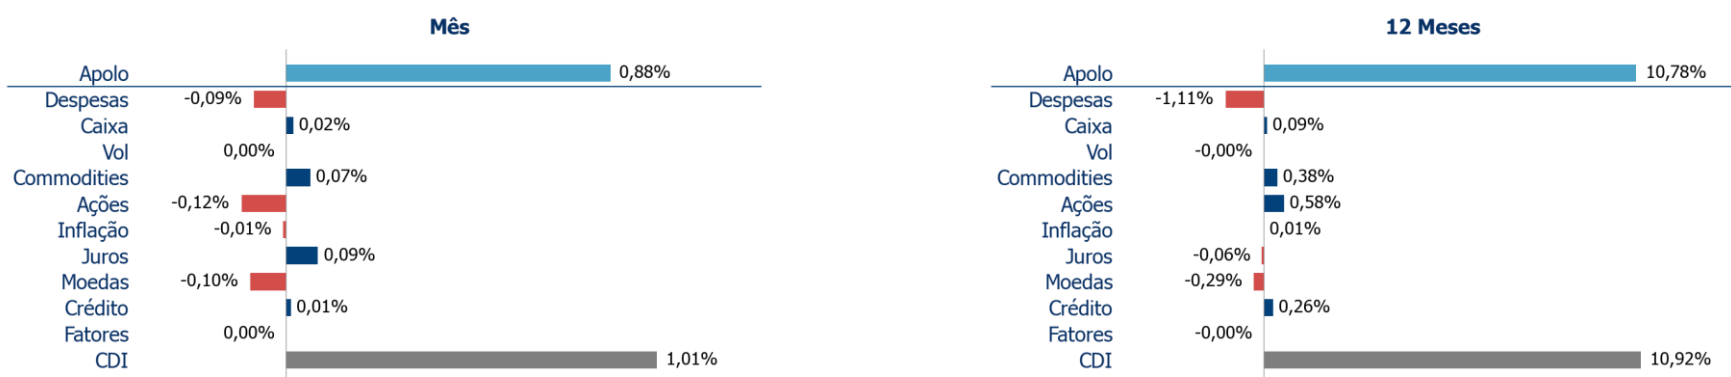 Mês
Apolo 0,88%
Despesas -0,09%
Caixa 0,02%
Vol 0,00%
Commodities 0,07%
Ações -0,12%
Inflação -0,01%
Juros 0,09%
Moedas -0,10%
Crédito 0,01%
Fatores 0,00%
CDI 1,01%
12 Meses
Apolo 10,78%
Despesas -1,11%
Caixa 0,09%
Vol -0,00%
Commodities 0,38%
Ações 0,58%
Inflação 0,01%
Juros -0,06%
Moedas -0,29%
Crédito 0,26%
Fatores -0,00%
CDI 10,92%